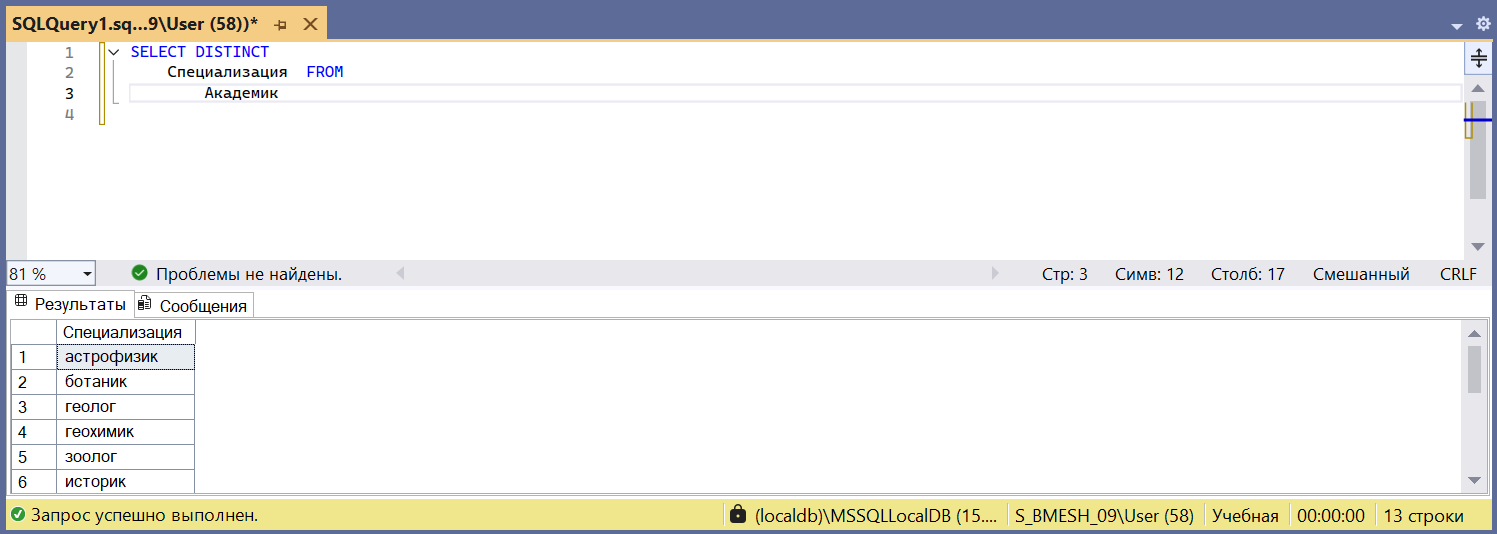 SQLQuery1.sq...9\User (58))*
1 SELECT DISTINCT
2 Специализация FROM
3 Академик
4
81 % Проблемы не найдены. Стр: 3 Симв: 12 Столб: 17 Смешанный CRLF
Результаты Сообщения
Специализация
1 астрофизик
2 ботаник
3 геолог
4 геохимик
5 зоолог
6 историк
Запрос успешно выполнен. (localdb)\MSSQLLocalDB (15.... S_BMESH_09\User (58) Учебная 00:00:00 13 строки